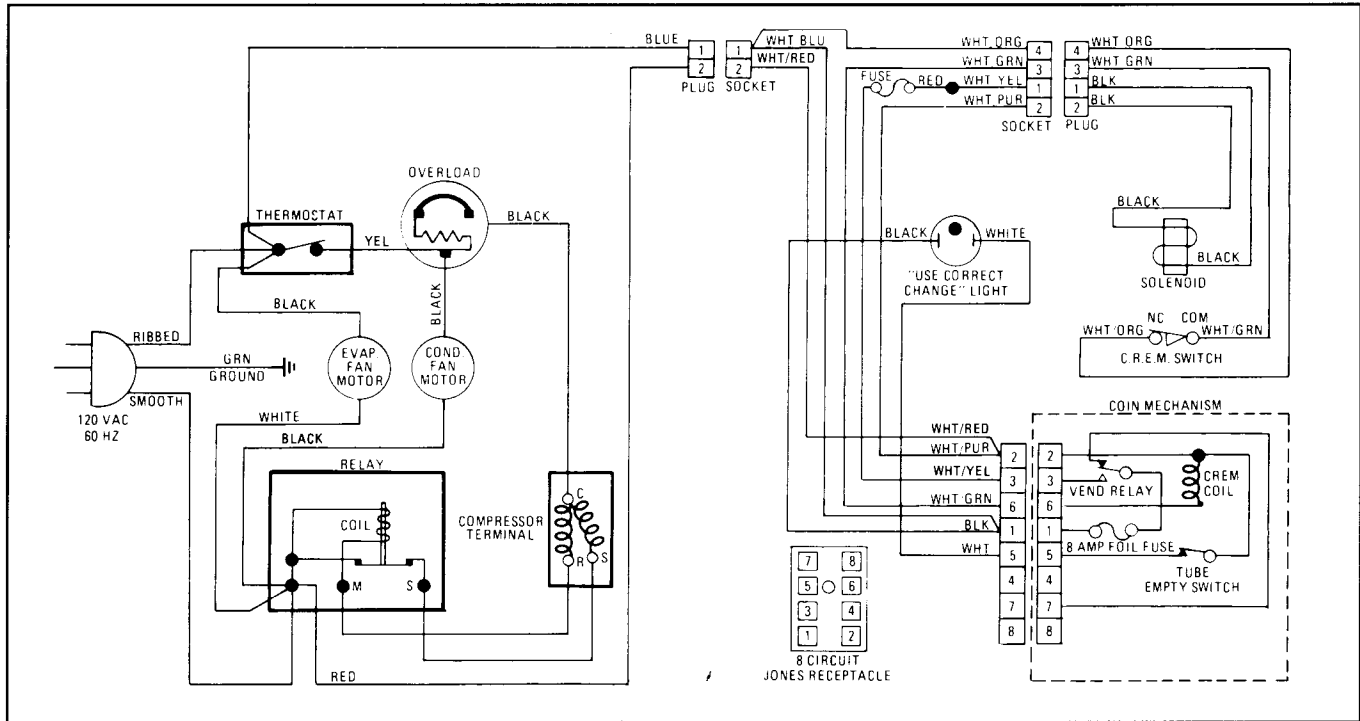 BLUE
1
2
PLUG
1
2
SOCKET
WHT BLU
WHT/RED
WHT ORG
WHT GRN
FUSE
RED
WHT YEL
WHT PUR
4
3
1
2
SOCKET
4
3
1
2
PLUG
WHT ORG
WHT GRN
BLK
BLK
OVERLOAD
THERMOSTAT
YEL
BLACK
BLACK
BLACK
RIBBED
GRN
GROUND
SMOOTH
120 VAC
60 HZ
EVAP.
FAN
MOTOR
COND.
FAN
MOTOR
WHITE
BLACK
RELAY
COIL
M
S
RED
COMPRESSOR
TERMINAL
C
R
S
BLACK
WHITE
"USE CORRECT
CHANGE" LIGHT
BLACK
BLACK
SOLENOID
NC COM
WHT/ORG
WHT/GRN
C.R.E.M. SWITCH
COIN MECHANISM
WHT/RED
WHT/PUR
WHT/YEL
WHT GRN
BLK
WHT
2
3
6
1
5
4
7
8
2
3
6
1
5
4
7
8
VEND RELAY
CREM
COIL
8 AMP FOIL FUSE
TUBE
EMPTY SWITCH
7 8
5 6
3 4
1 2
8 CIRCUIT
JONES RECEPTACLE